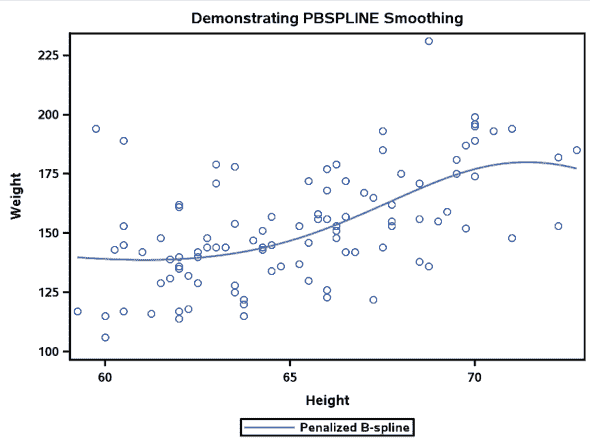 Demonstrating PBSPLINE Smoothing
225
200
175
150
125
100
Weight
60 65 70
Height
Penalized B-spline